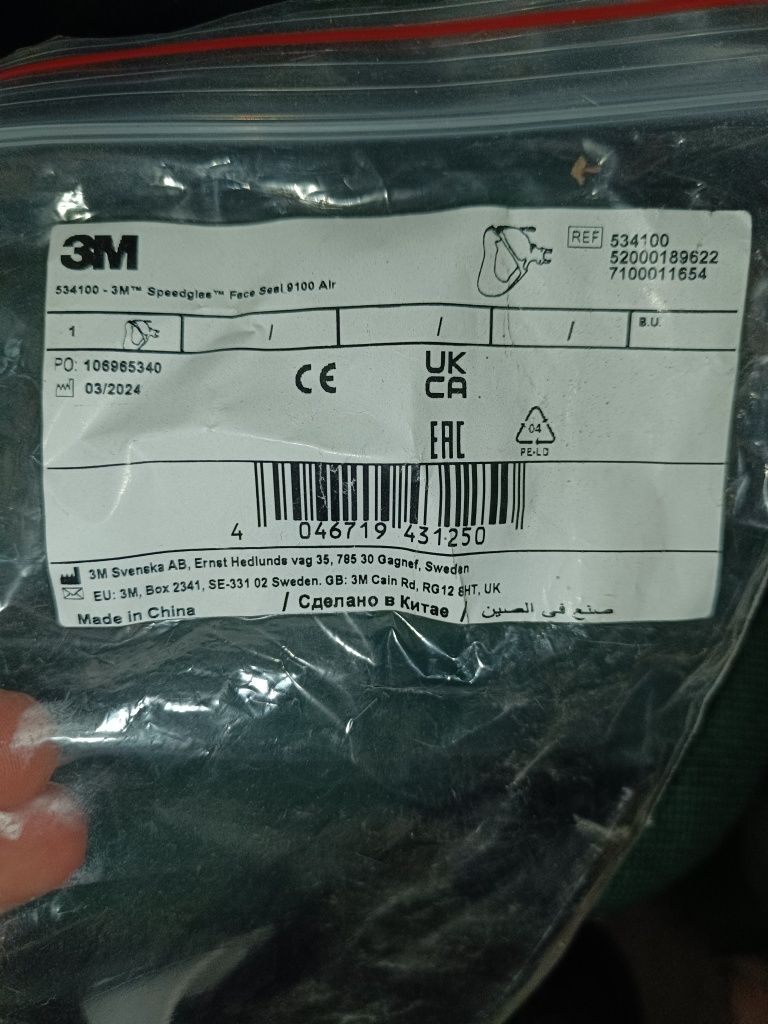 3M
REF 534100
52000189622
7100011654
534100 - 3M™ Speedglas™ Face Seal 9100 Air
1 / / / B.U.
PO: 106965340
03/2024
CE
UK
CA
EAC
04
PE-LD
4 046719 431250
3M Svenska AB, Ernst Hedlunds vag 35, 785 30 Gagnef, Sweden
EU: 3M, Box 2341, SE-331 02 Sweden. GB: 3M Cain Rd, RG12 8HT, UK
Made in China / Сделано в Китае / صنع في الصين